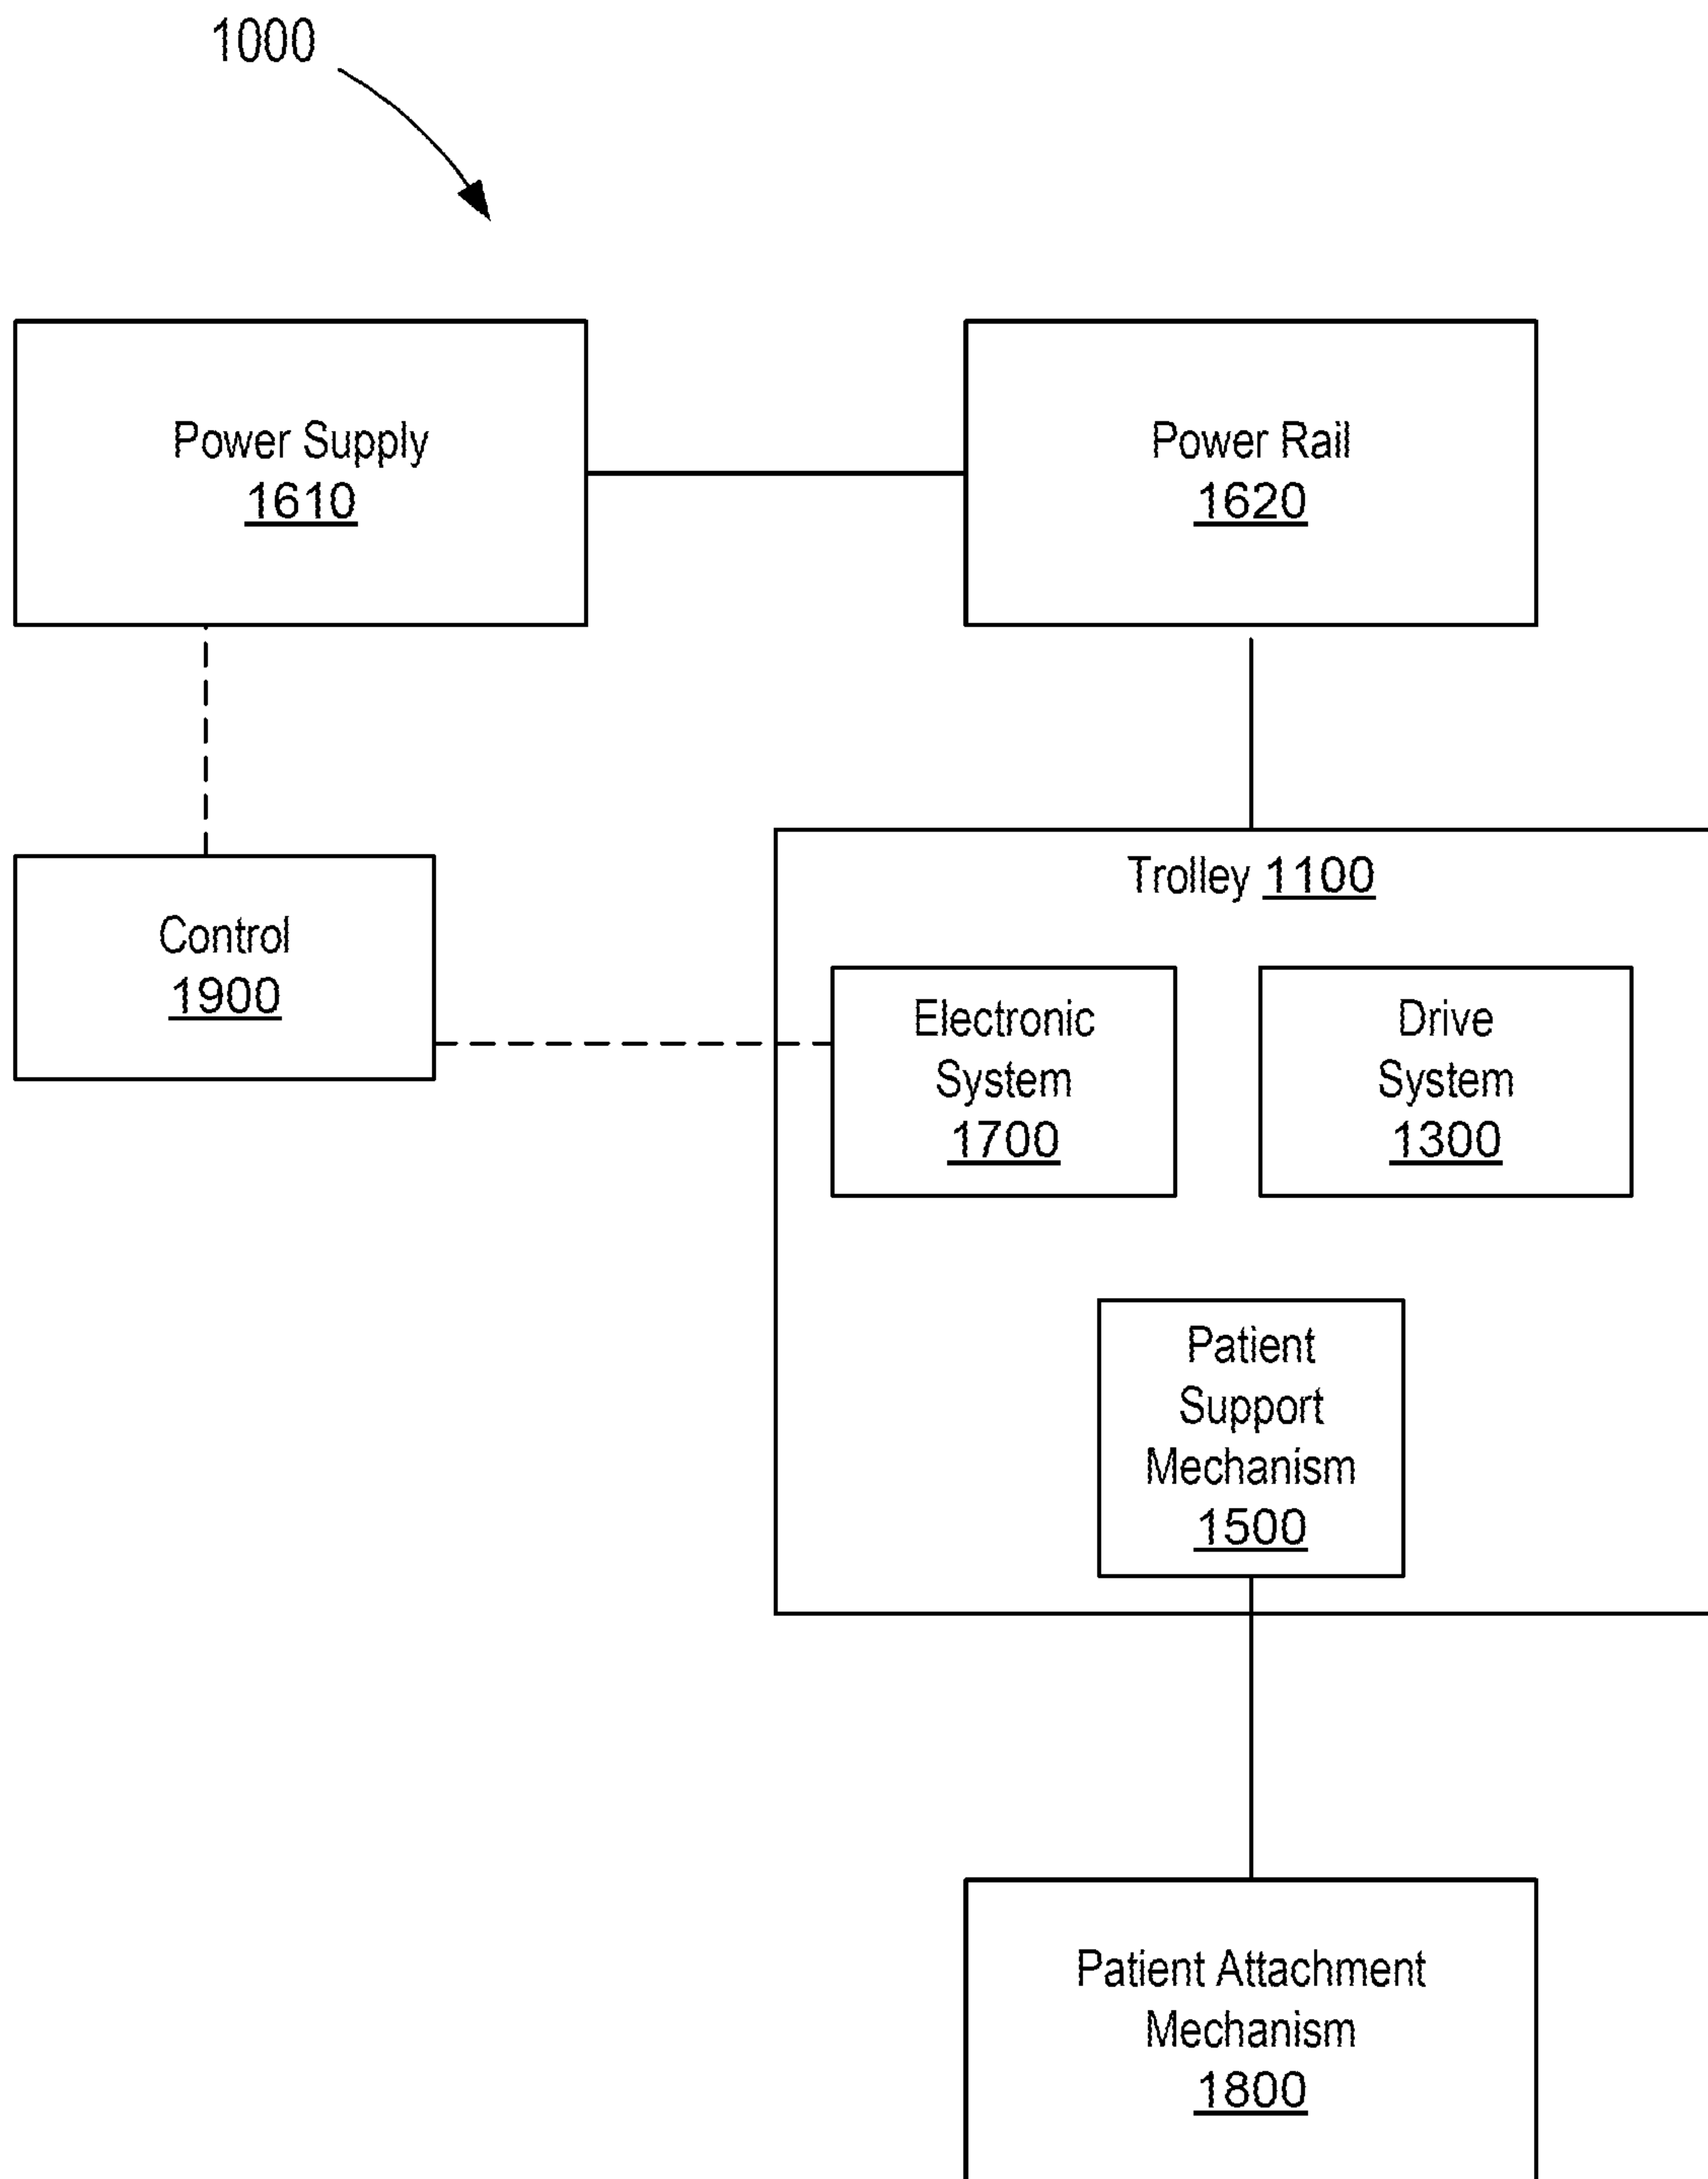 1000
Power Supply
1610
Power Rail
1620
Control
1900
Trolley 1100
Electronic
System
1700
Drive
System
1300
Patient
Support
Mechanism
1500
Patient Attachment
Mechanism
1800